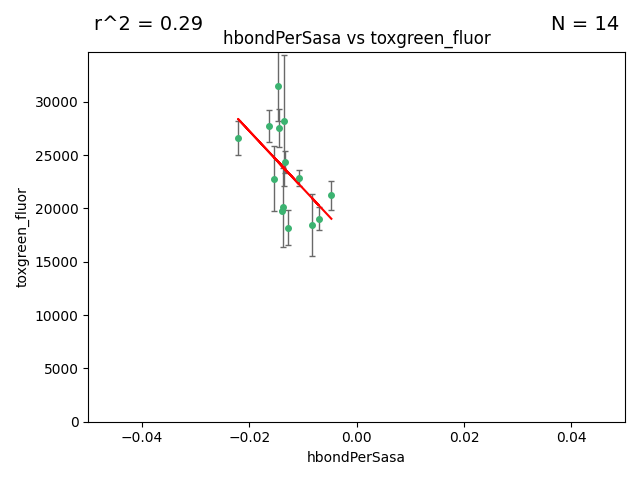 r^2 = 0.29
N = 14
hbondPerSasa vs toxgreen_fluor
toxgreen_fluor
30000
25000
20000
15000
10000
5000
0
−0.04
−0.02
0.00
0.02
0.04
hbondPerSasa